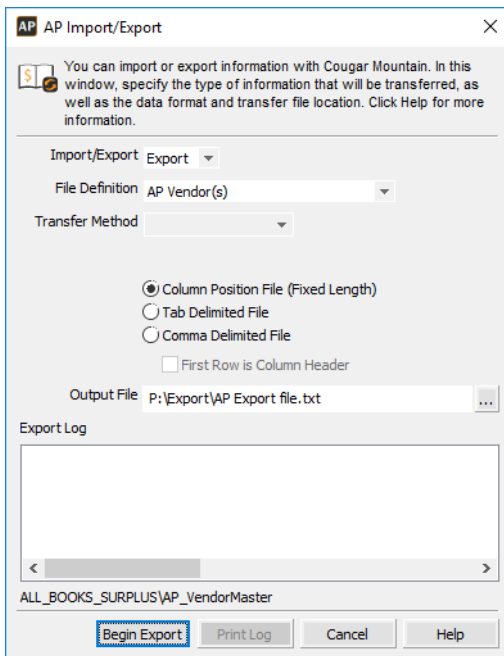 AP AP Import/Export
You can import or export information with Cougar Mountain. In this
window, specify the type of information that will be transferred, as
well as the data format and transfer file location. Click Help for more
information.
Import/Export Export
File Definition AP Vendor(s)
Transfer Method
Column Position File (Fixed Length)
Tab Delimited File
Comma Delimited File
First Row is Column Header
Output File P:\Export\AP Export file.txt ...
Export Log
ALL_BOOKS_SURPLUS\AP_VendorMaster
Begin Export Print Log Cancel Help